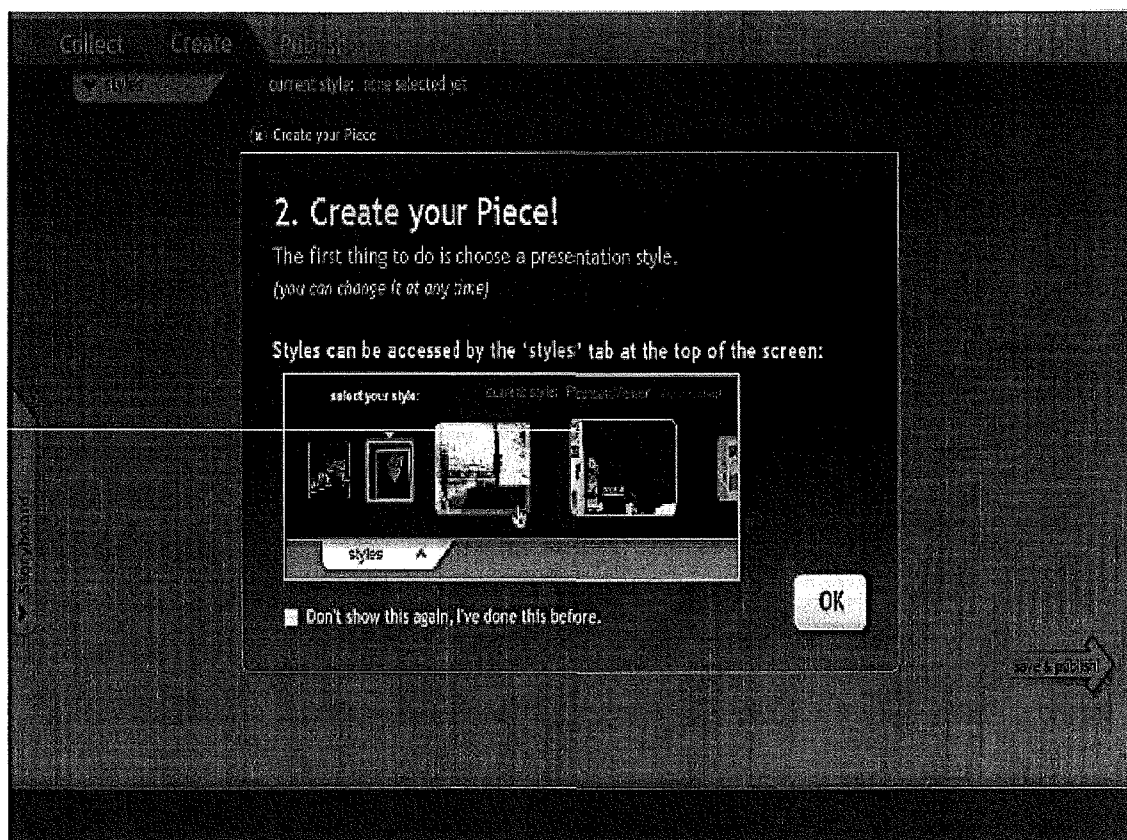 Collect Create Publish
styles current style: none selected yet
(x) Create your Piece
2. Create your Piece!
The first thing to do is choose a presentation style.
(you can change it at any time)
Styles can be accessed by the 'styles' tab at the top of the screen:
select your style: current style:
styles
Don't show this again, I've done this before.
OK
save & publish